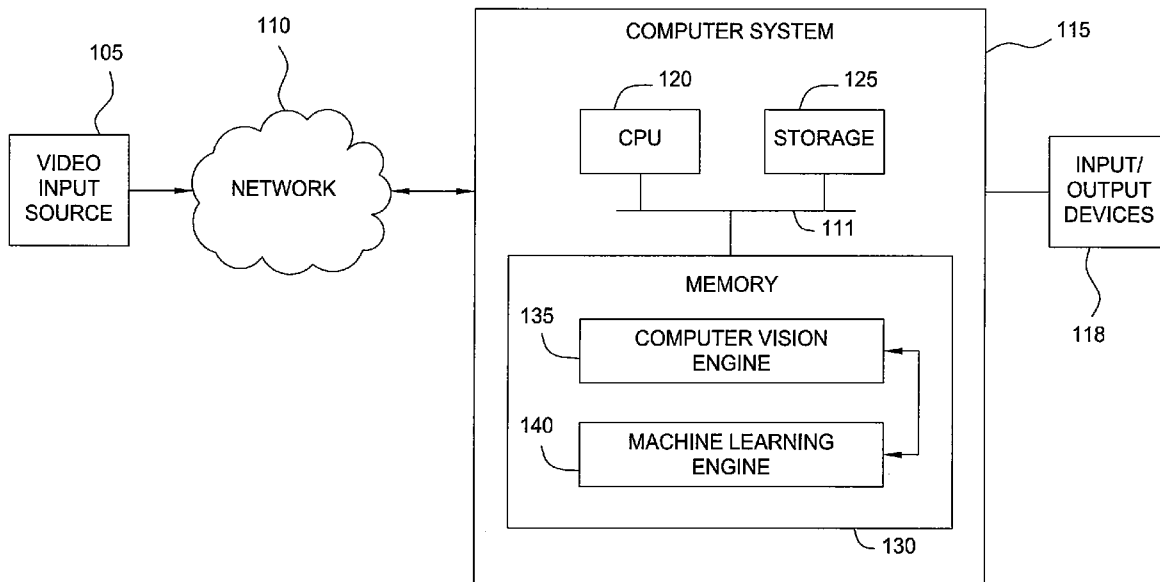 COMPUTER SYSTEM
115
110
105
120
125
CPU
STORAGE
VIDEO
INPUT
SOURCE
NETWORK
INPUT/
OUTPUT
DEVICES
111
118
MEMORY
135
COMPUTER VISION
ENGINE
140
MACHINE LEARNING
ENGINE
130